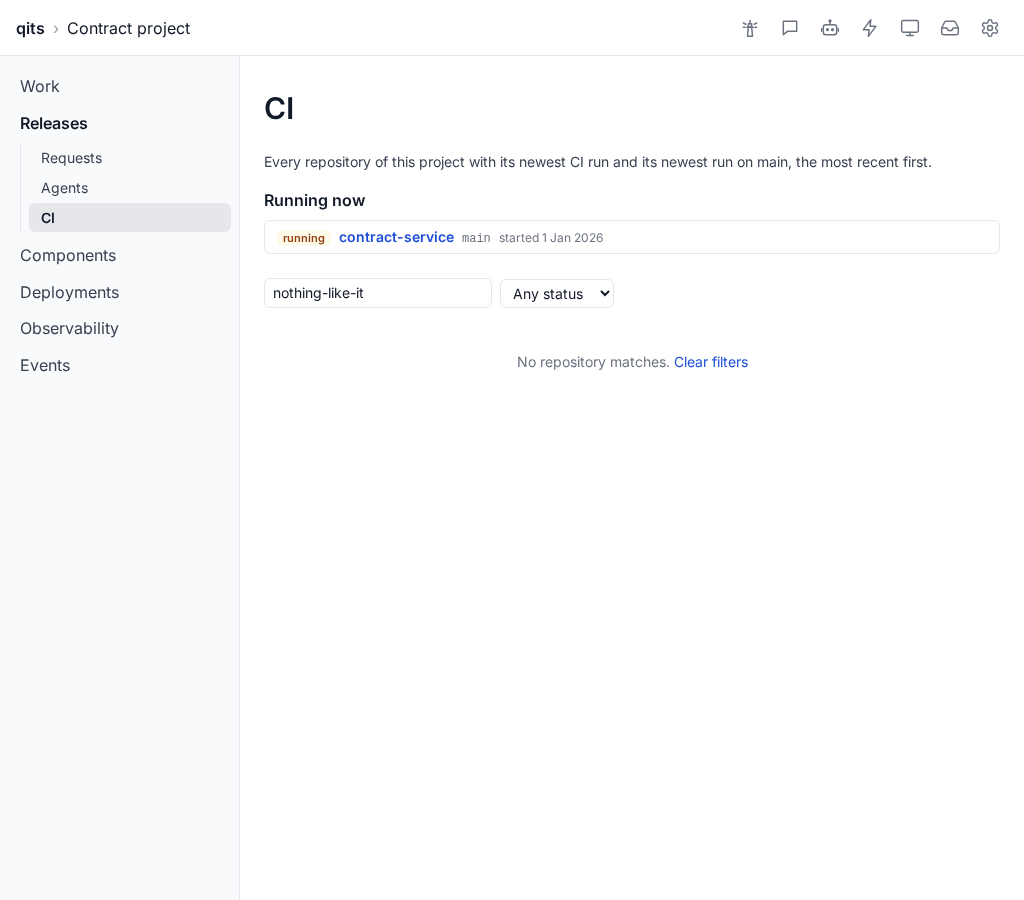 qits › Contract project
Work
Releases
Requests
Agents
CI
Components
Deployments
Observability
Events
CI
Every repository of this project with its newest CI run and its newest run on main, the most recent first.
Running now
running contract-service main started 1 Jan 2026
nothing-like-it Any status
No repository matches. Clear filters